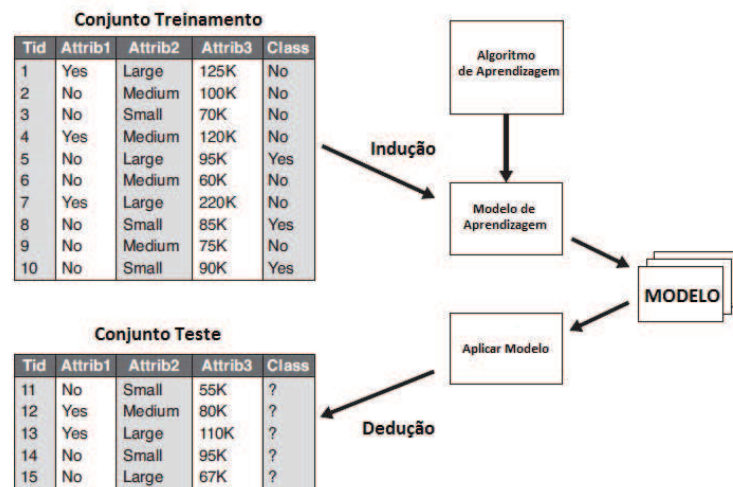 Conjunto Treinamento
Tid Attrib1 Attrib2 Attrib3 Class
1 Yes Large 125K No
2 No Medium 100K No
3 No Small 70K No
4 Yes Medium 120K No
5 No Large 95K Yes
6 No Medium 60K No
7 Yes Large 220K No
8 No Small 85K Yes
9 No Medium 75K No
10 No Small 90K Yes
Algoritmo
de Aprendizagem
Indução
Modelo de
Aprendizagem
MODELO
Aplicar Modelo
Dedução
Conjunto Teste
Tid Attrib1 Attrib2 Attrib3 Class
11 No Small 55K ?
12 Yes Medium 80K ?
13 Yes Large 110K ?
14 No Small 95K ?
15 No Large 67K ?